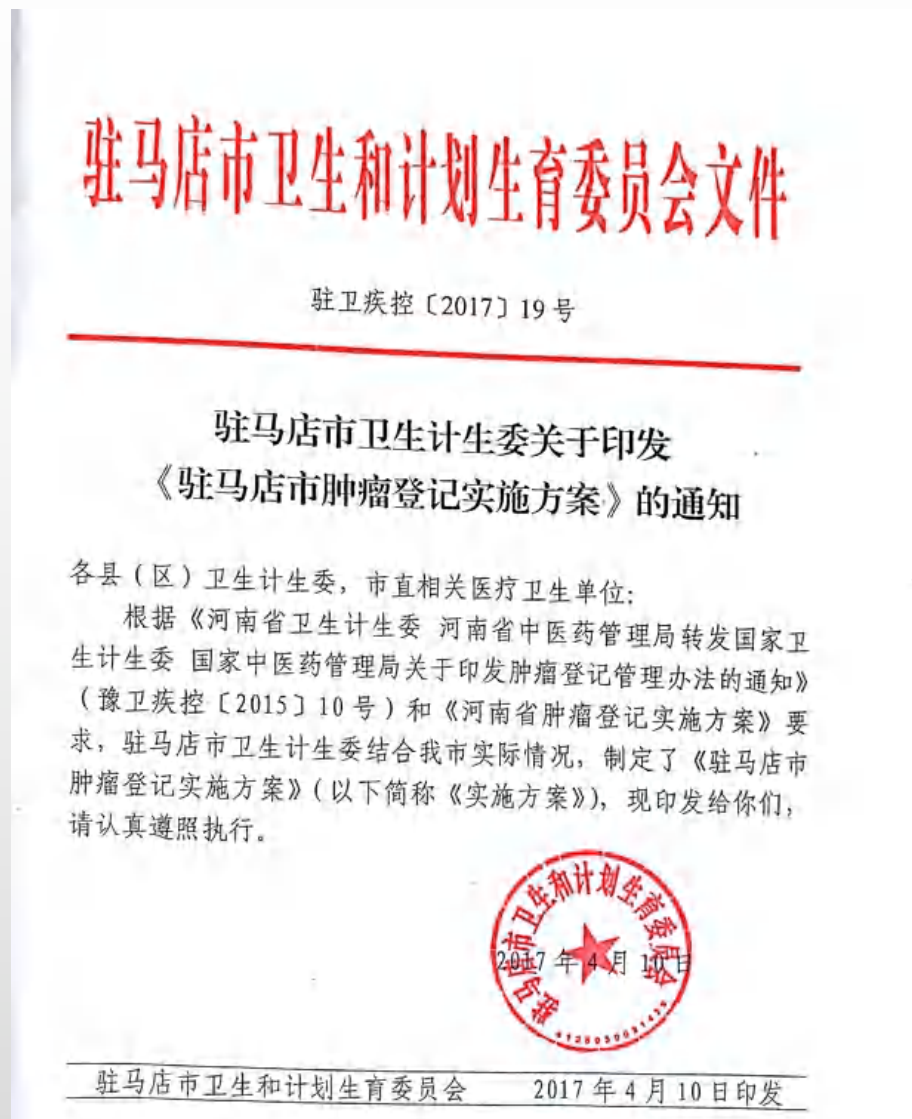 驻马店市卫生和计划生育委员会文件
驻卫疾控〔2017〕19号
驻马店市卫生计生委关于印发
《驻马店市肿瘤登记实施方案》的通知
各县（区）卫生计生委，市直相关医疗卫生单位：
根据《河南省卫生计生委 河南省中医药管理局转发国家卫
生计生委 国家中医药管理局关于印发肿瘤登记管理办法的通知》
（豫卫疾控〔2015〕10号）和《河南省肿瘤登记实施方案》要
求，驻马店市卫生计生委结合我市实际情况，制定了《驻马店市
肿瘤登记实施方案》（以下简称《实施方案》），现印发给你们，
请认真遵照执行。
驻马店市卫生和计划生育委员会
2017年4月10日
驻马店市卫生和计划生育委员会 2017年4月10日印发